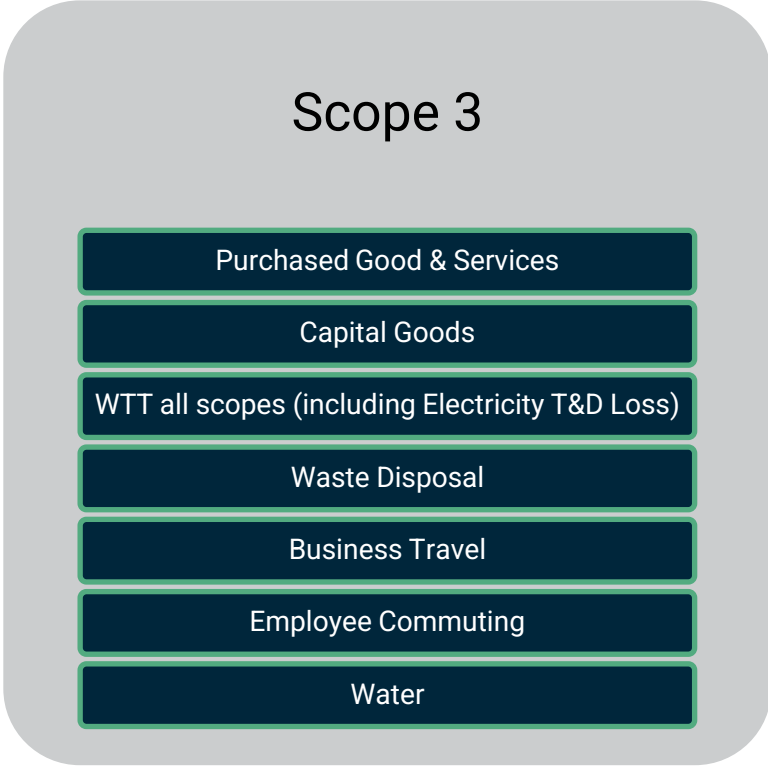 Scope 3
Purchased Good & Services
Capital Goods
WTT all scopes (including Electricity T&D Loss)
Waste Disposal
Business Travel
Employee Commuting
Water